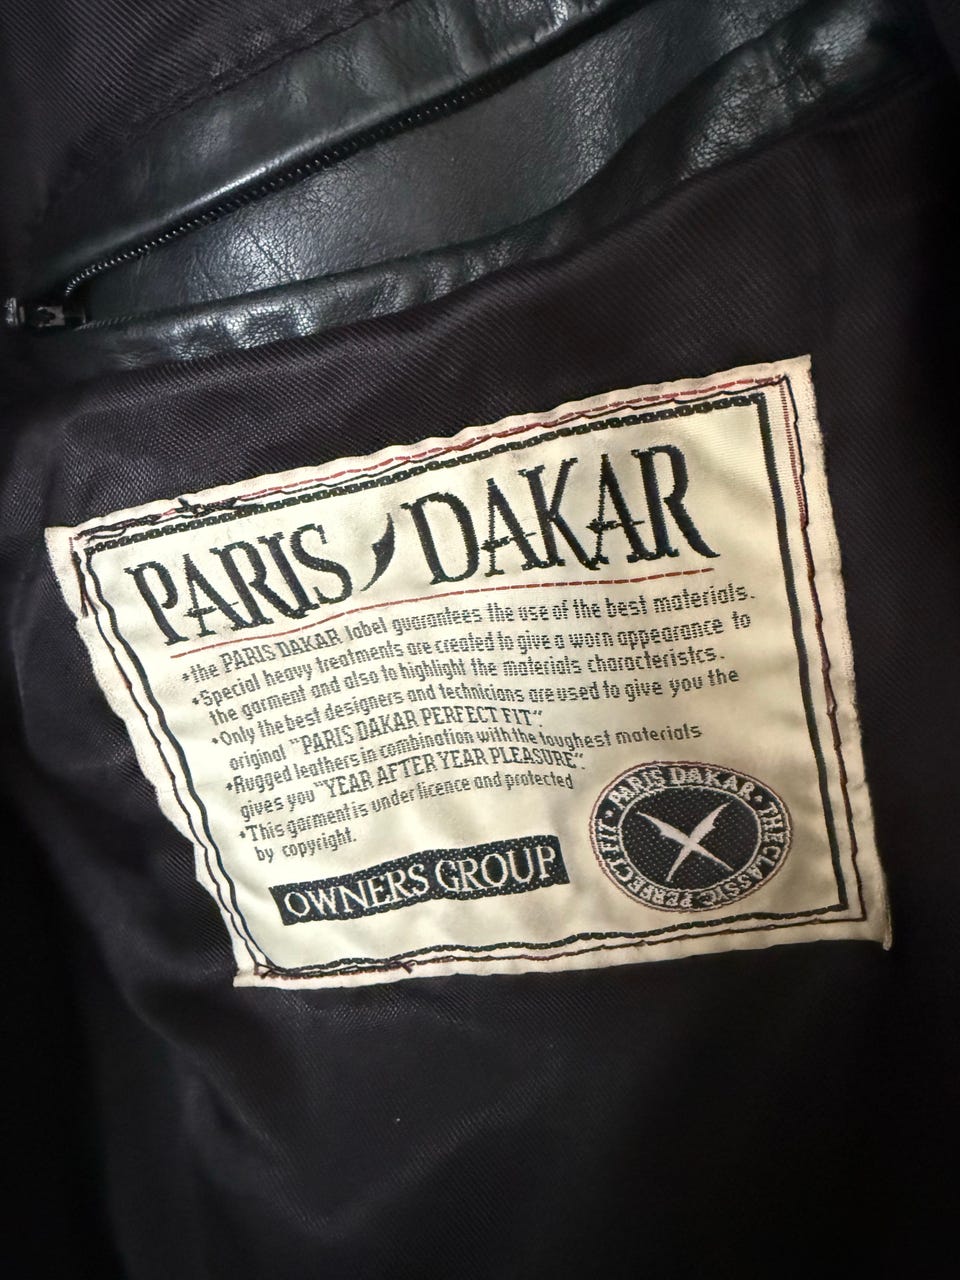 PARIS DAKAR
•the PARIS DAKAR label guarantees the use of the best materials.
•Special heavy treatments are created to give a worn appearance to
the garment and also to highlight the materials characteristcs.
•Only the best designers and technicians are used to give you the
original "PARIS DAKAR PERFECT FIT".
•Rugged leathers in combination with the toughest materials
gives you "YEAR AFTER YEAR PLEASURE".
•This garment is under licence and protected
by copyright.
OWNERS GROUP
PARIS DAKAR • THE CLASSIC PERFECT FIT •